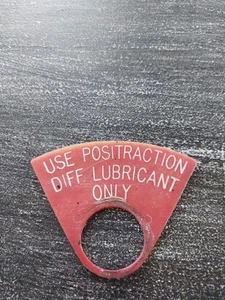 USE POSITRACTION
DIFF LUBRICANT
ONLY